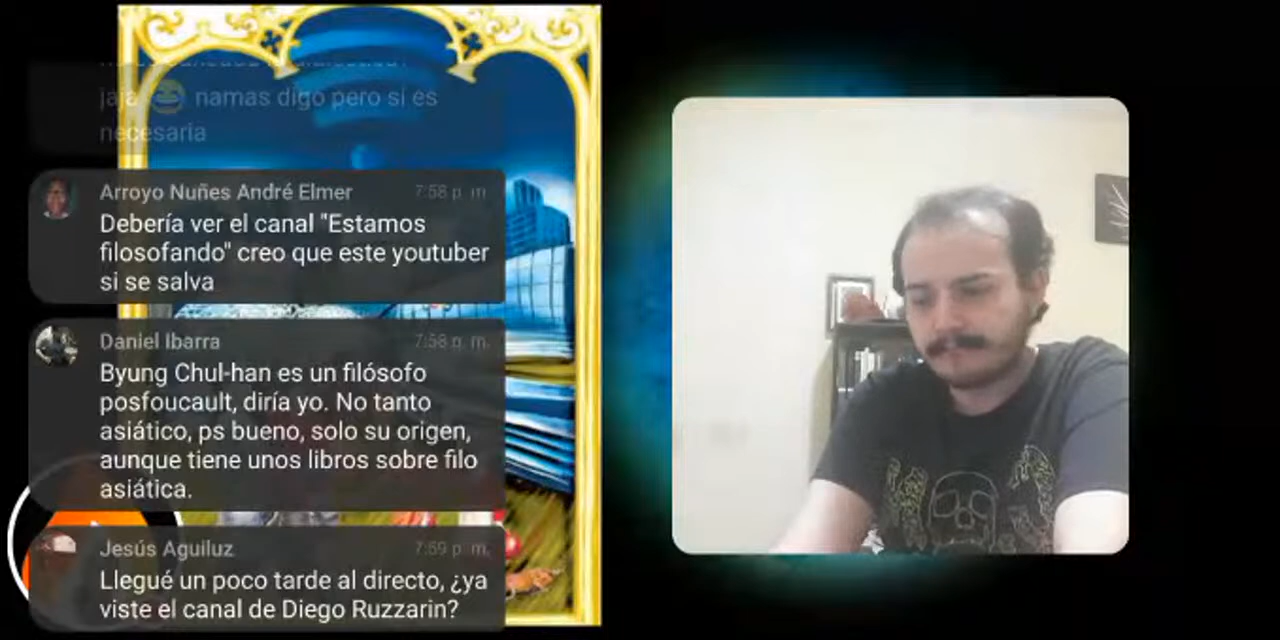 jaja 😂 namas digo pero si es
necesaria
Arroyo Nuñes André Elmer 7:58 p. m.
Debería ver el canal "Estamos
filosofando" creo que este youtuber
si se salva
Daniel Ibarra 7:58 p. m.
Byung Chul-han es un filósofo
posfoucault, diría yo. No tanto
asiático, ps bueno, solo su origen,
aunque tiene unos libros sobre filo
asiática.
Jesús Aguiluz 7:59 p. m.
Llegué un poco tarde al directo, ¿ya
viste el canal de Diego Ruzzarin?